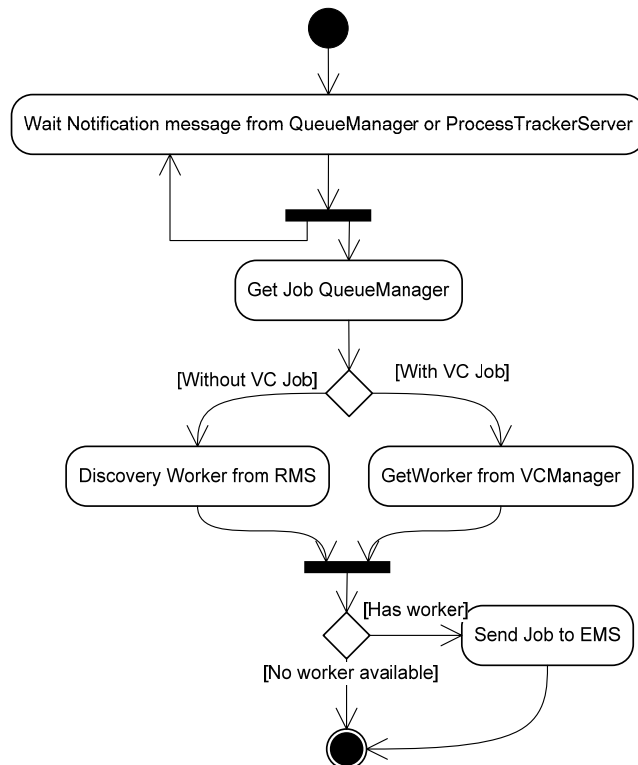 Wait Notification message from QueueManager or ProcessTrackerServer
Get Job QueueManager
[Without VC Job]
[With VC Job]
Discovery Worker from RMS
GetWorker from VCManager
[Has worker]
Send Job to EMS
[No worker available]